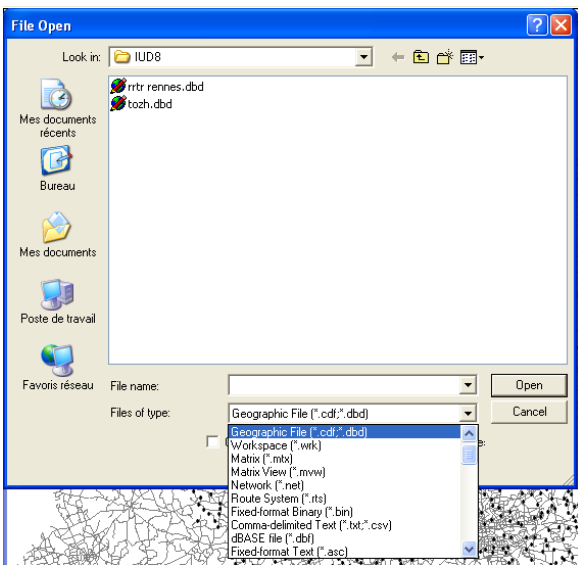 File Open
Look in:
IUD8
rrtr rennes.dbd
tozh.dbd
Mes documents
récents
Bureau
Mes documents
Poste de travail
Favoris réseau
File name:
Open
Files of type:
Geographic File (*.cdf;*.dbd)
Cancel
Geographic File (*.cdf;*.dbd)
Workspace (*.wrk)
Matrix (*.mtx)
Matrix View (*.mvw)
Network (*.net)
Route System (*.rts)
Fixed-format Binary (*.bin)
Comma-delimited Text (*.txt;*.csv)
dBASE file (*.dbf)
Fixed-format Text (*.asc)